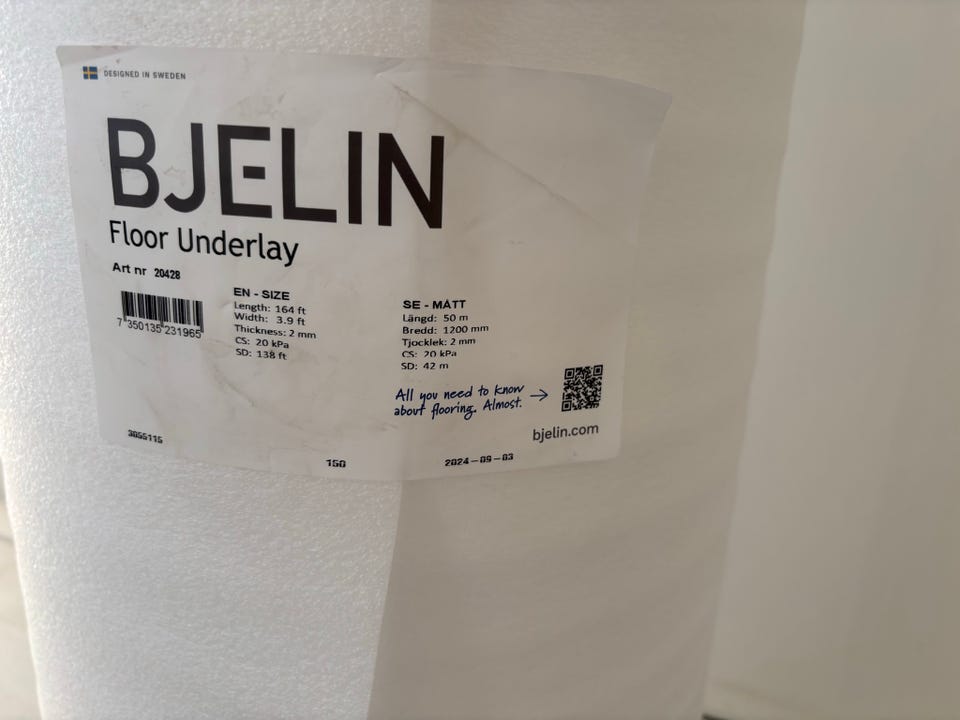 DESIGNED IN SWEDEN
BJELIN
Floor Underlay
Art nr 20428
7 350135 231965
EN - SIZE
Length: 164 ft
Width: 3.9 ft
Thickness: 2 mm
CS: 20 kPa
SD: 138 ft
SE - MÅTT
Längd: 50 m
Bredd: 1200 mm
Tjocklek: 2 mm
CS: 20 kPa
SD: 42 m
All you need to know
about flooring. Almost.
bjelin.com
3055115
150
2024-09-03